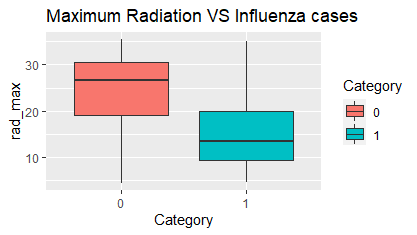 Maximum Radiation VS Influenza cases
rad_max
30
20
10
0
1
Category
Category
0
1